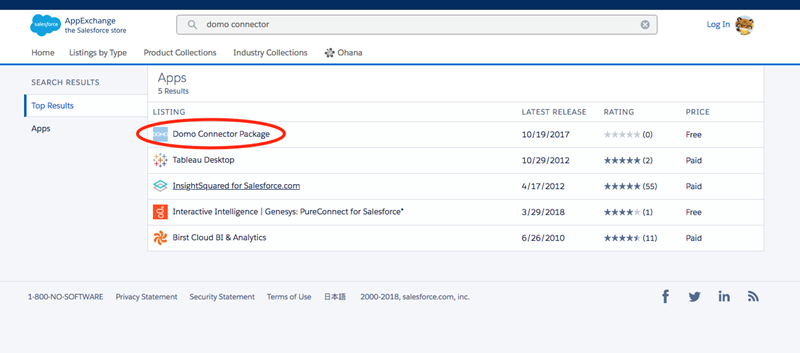 salesforce
AppExchange
the Salesforce store
domo connector
Log In
Home Listings by Type Product Collections Industry Collections Ohana
SEARCH RESULTS
Top Results
Apps
Apps
5 Results
LISTING LATEST RELEASE RATING PRICE
DOMO Domo Connector Package 10/19/2017 (0) Free
Tableau Desktop 10/29/2012 (2) Paid
InsightSquared for Salesforce.com 4/17/2012 (55) Paid
Interactive Intelligence | Genesys: PureConnect for Salesforce* 3/29/2018 (1) Free
Birst Cloud BI & Analytics 6/26/2010 (11) Paid
1-800-NO-SOFTWARE Privacy Statement Security Statement Terms of Use 日本語 2000-2018, salesforce.com, inc.